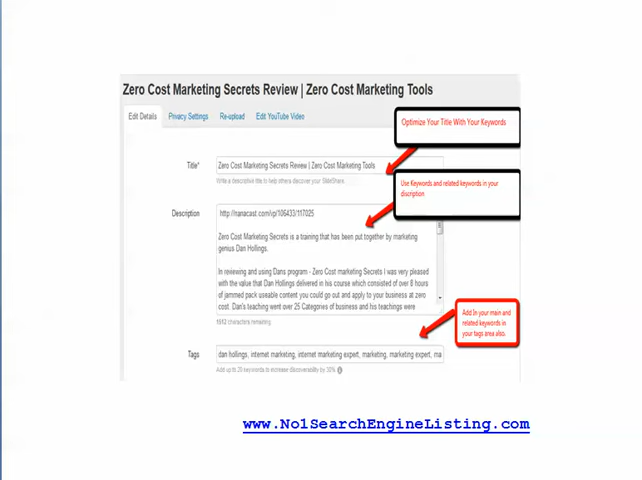 Zero Cost Marketing Secrets Review | Zero Cost Marketing Tools
Edit Details Privacy Settings Re-upload Edit YouTube Video
Optimize Your Title With Your Keywords
Title* Zero Cost Marketing Secrets Review | Zero Cost Marketing Tools
Write a descriptive title to help others discover your SlideShare.
Use Keywords and related keywords in your
discription
Description http://nanacast.com/vp/106433/117025
Zero Cost Marketing Secrets is a training that has been put together by marketing
genius Dan Hollings.
In reviewing and using Dans program - Zero Cost marketing Secrets I was very pleased
with the value that Dan Hollings delivered in his course which consisted of over 8 hours
of jammed pack useable content you could go out and apply to your business at zero
cost. Dan's teaching went over 25 Categories of business and his teachings were
characters remaining.
Add In your main and
related keywords in
your tags area also.
Tags dan hollings, internet marketing, internet marketing expert, marketing, marketing expert, ma
Add up to 20 keywords to increase discoverability by 30%
www.No1SearchEngineListing.com